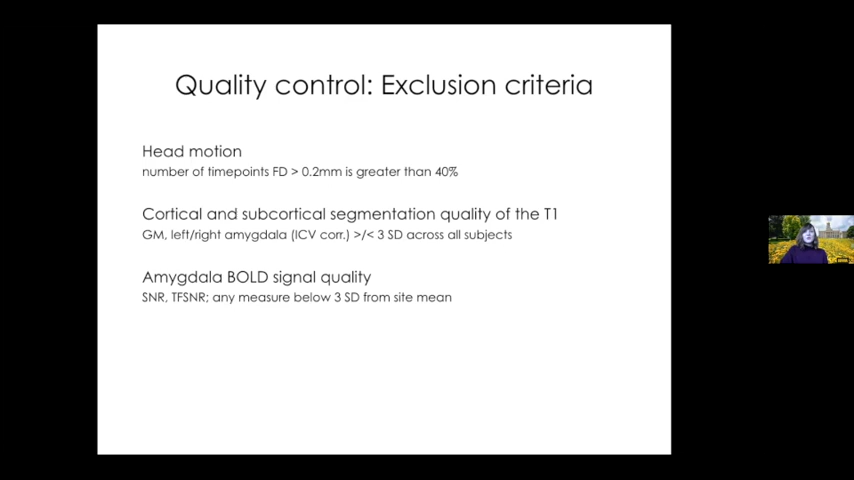 Quality control: Exclusion criteria
Head motion
number of timepoints FD > 0.2mm is greater than 40%
Cortical and subcortical segmentation quality of the T1
GM, left/right amygdala (ICV corr.) >/< 3 SD across all subjects
Amygdala BOLD signal quality
SNR, TFSNR; any measure below 3 SD from site mean